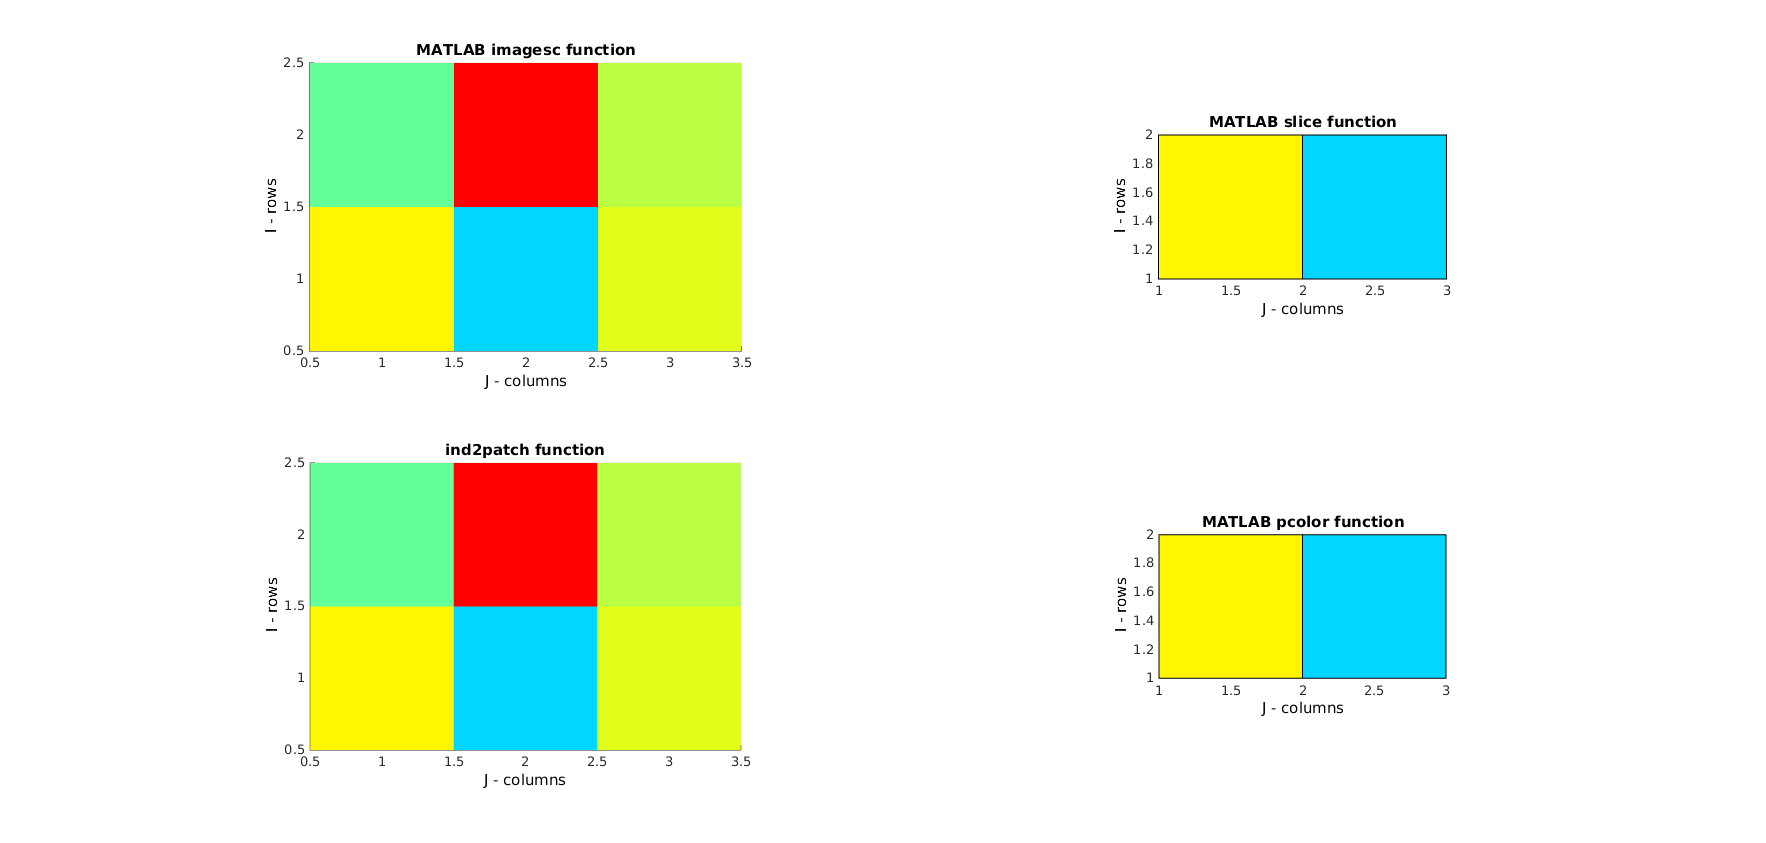 MATLAB imagesc function
2.5
2
1.5
1
0.5
I - rows
0.5 1 1.5 2 2.5 3 3.5
J - columns
MATLAB slice function
2
1.8
1.6
1.4
1.2
1
I - rows
1 1.5 2 2.5 3
J - columns
ind2patch function
2.5
2
1.5
1
0.5
I - rows
0.5 1 1.5 2 2.5 3 3.5
J - columns
MATLAB pcolor function
2
1.8
1.6
1.4
1.2
1
I - rows
1 1.5 2 2.5 3
J - columns